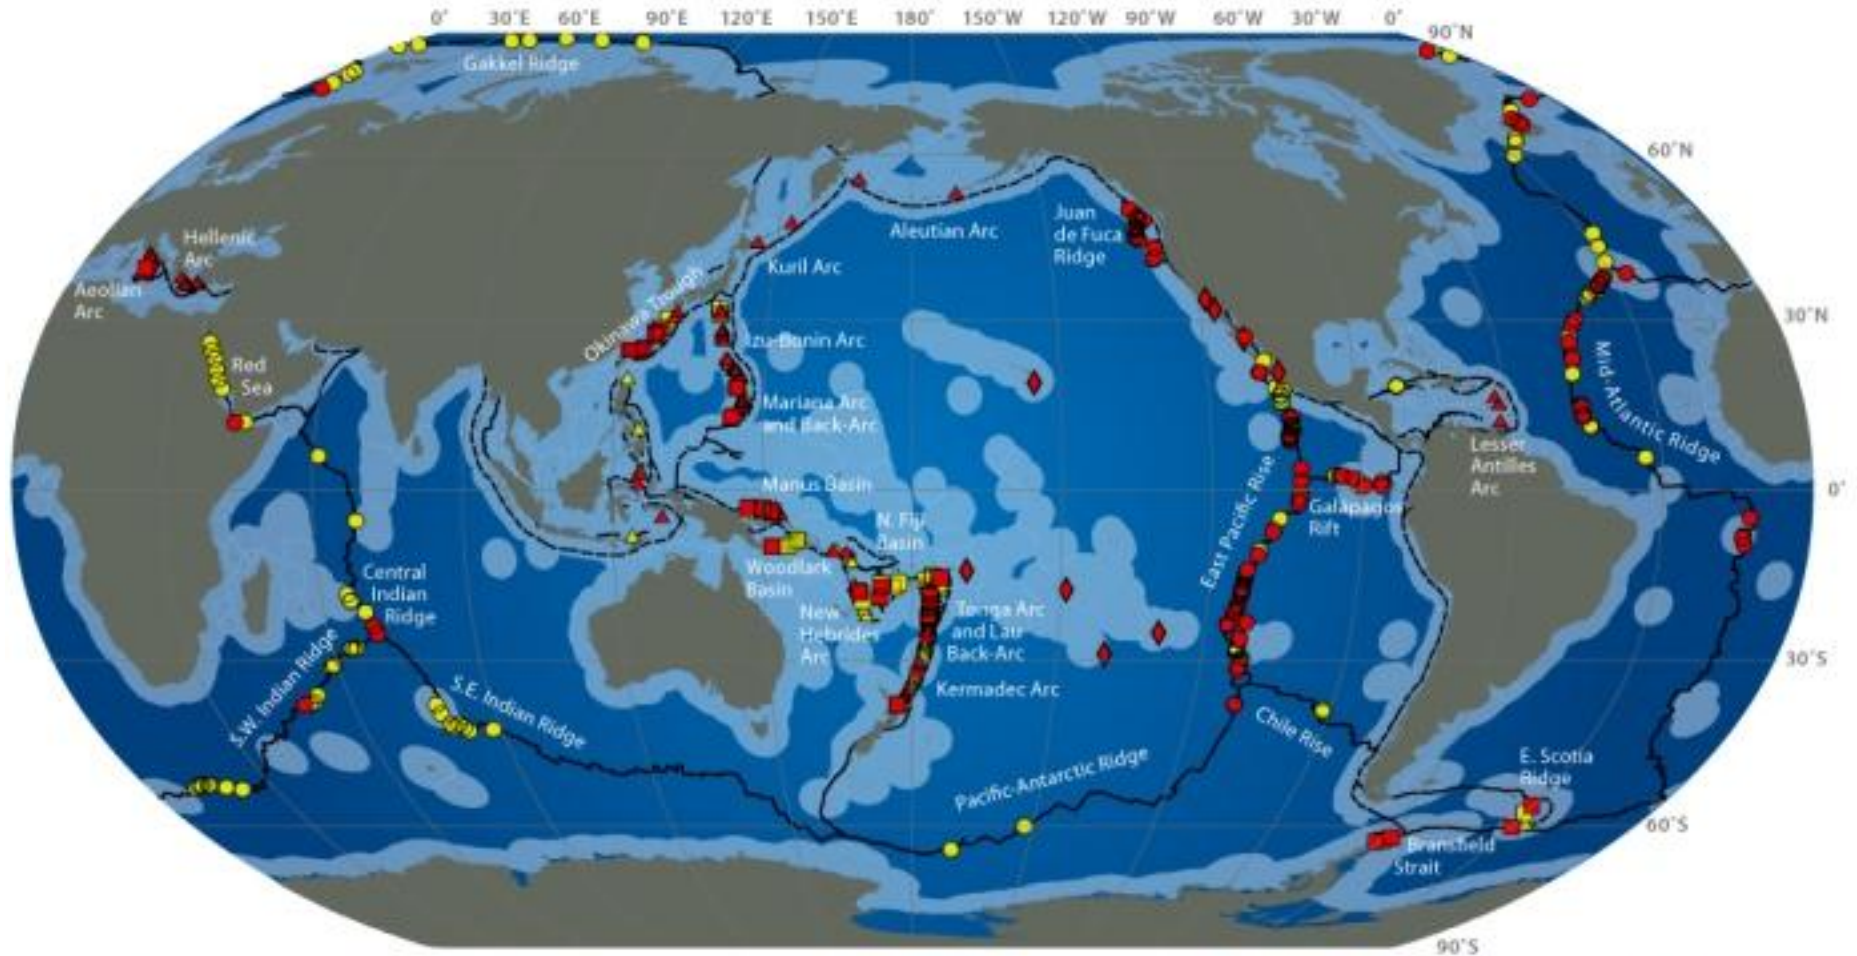 0° 30°E 60°E 90°E 120°E 150°E 180° 150°W 120°W 90°W 60°W 30°W 0°
90°N
Gakkel Ridge
60°N
Hellenic
Arc
Aeolian
Arc
Aleutian Arc
Juan
de Fuca
Ridge
Kuril Arc
Okinawa Trough
30°N
Izu-Bonin Arc
Red
Sea
Mariana Arc
and Back-Arc
Mid-Atlantic Ridge
Lesser
Antilles
Arc
Manus Basin
East Pacific Rise
Galapagos
Rift
0°
N. Fiji
Basin
Woodlark
Basin
Central
Indian
Ridge
New
Hebrides
Arc
Tonga Arc
and Lau
Back-Arc
30°S
Kermadec Arc
S.W. Indian Ridge
S.E. Indian Ridge
Chile Rise
Pacific-Antarctic Ridge
E. Scotia
Ridge
60°S
Bransfield
Strait
90°S